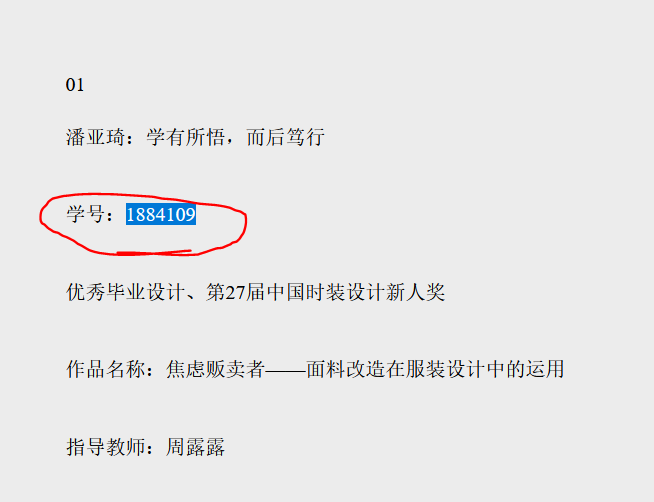 01
潘亚琦：学有所悟，而后笃行
学号：1884109
优秀毕业设计、第27届中国时装设计新人奖
作品名称：焦虑贩卖者——面料改造在服装设计中的运用
指导教师：周露露